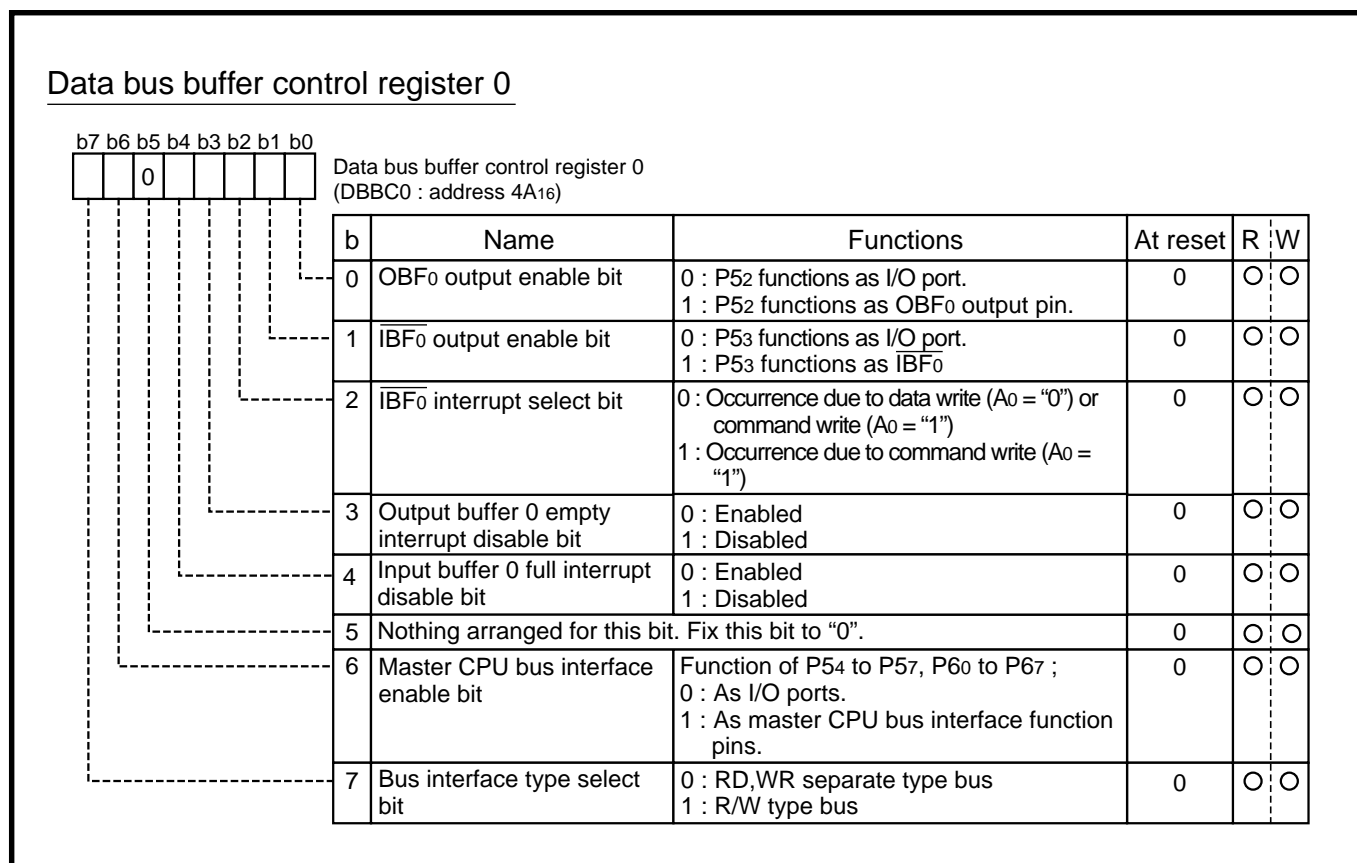 Data bus buffer control register 0
b7 b6 b5 b4 b3 b2 b1 b0
0
Data bus buffer control register 0
(DBBC0 : address 4A16)
b Name Functions At reset R W
0 OBF0 output enable bit 0 : P52 functions as I/O port. 0 O O
1 : P52 functions as OBF0 output pin.
1 IBF0 output enable bit 0 : P53 functions as I/O port. 0 O O
1 : P53 functions as IBF0
2 IBF0 interrupt select bit 0 : Occurrence due to data write (A0 = “0”) or 0 O O
command write (A0 = “1”)
1 : Occurrence due to command write (A0 =
“1”)
3 Output buffer 0 empty 0 : Enabled 0 O O
interrupt disable bit 1 : Disabled
4 Input buffer 0 full interrupt 0 : Enabled 0 O O
disable bit 1 : Disabled
5 Nothing arranged for this bit. Fix this bit to “0”. 0 O O
6 Master CPU bus interface Function of P54 to P57, P60 to P67 ; 0 O O
enable bit 0 : As I/O ports.
1 : As master CPU bus interface function
pins.
7 Bus interface type select 0 : RD,WR separate type bus 0 O O
bit 1 : R/W type bus